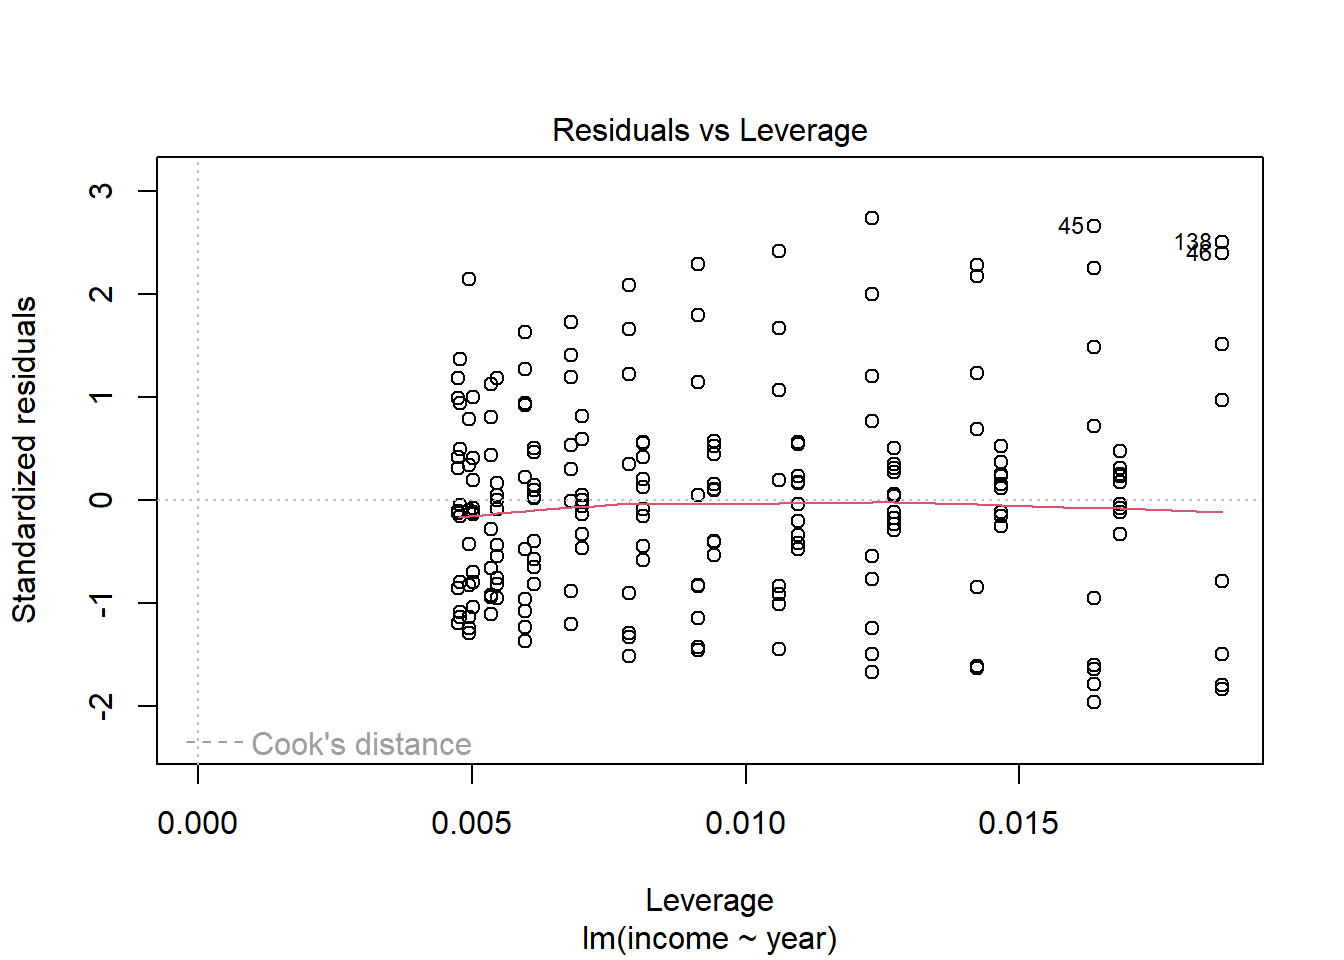 Residuals vs Leverage
Standardized residuals
3
2
1
0
-1
-2
45
138
46
Cook's distance
0.000
0.005
0.010
0.015
Leverage
lm(income ~ year)